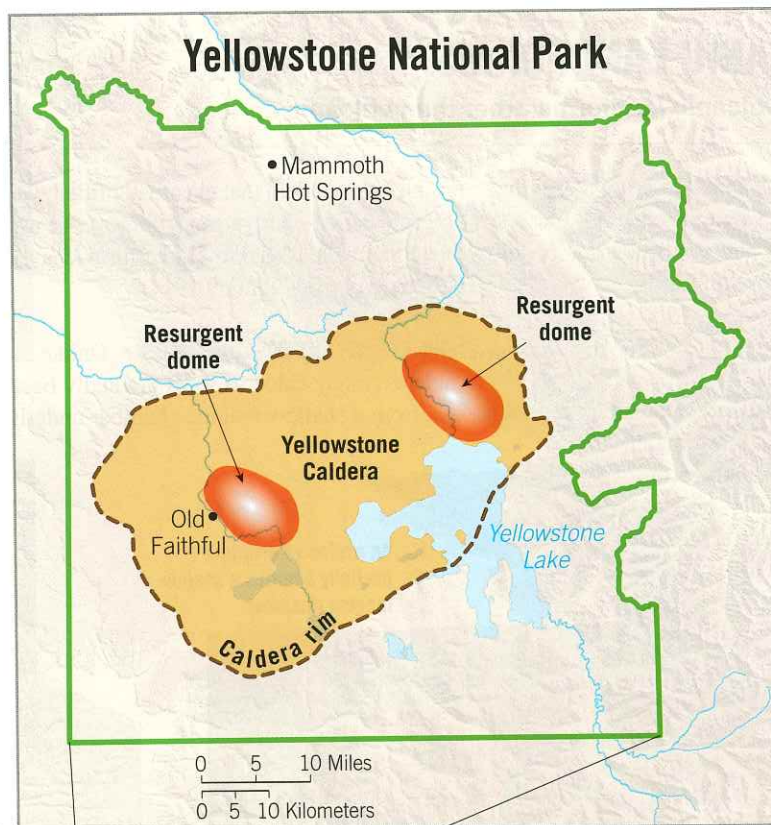 Yellowstone National Park
• Mammoth
Hot Springs
Resurgent
dome
Resurgent
dome
Yellowstone
Caldera
Old
Faithful
Yellowstone
Lake
Caldera rim
0 5 10 Miles
0 5 10 Kilometers